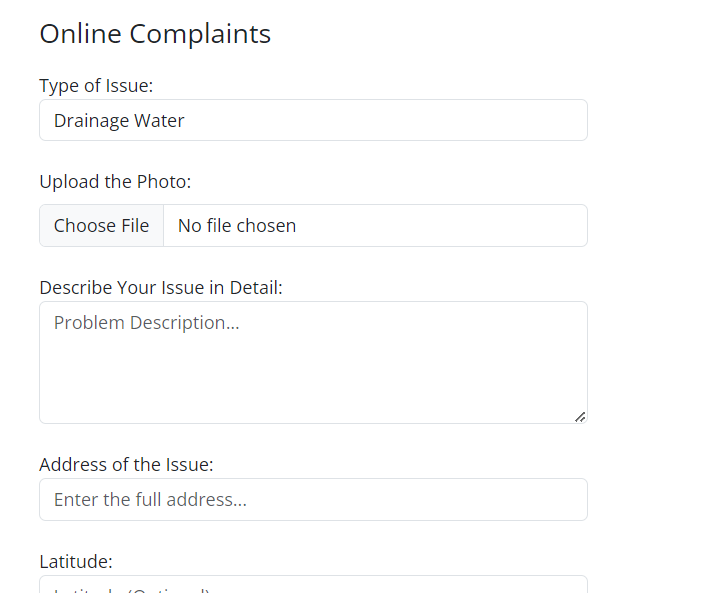 Online Complaints
Type of Issue:
Drainage Water
Upload the Photo:
Choose File No file chosen
Describe Your Issue in Detail:
Problem Description...
Address of the Issue:
Enter the full address...
Latitude: